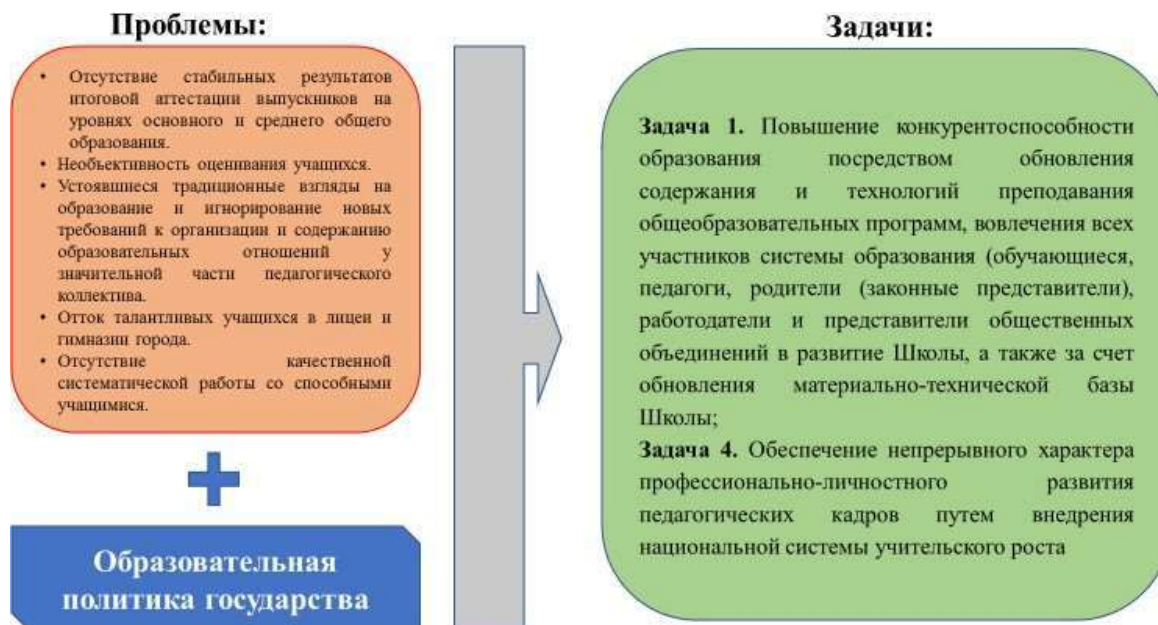 Проблемы:
• Отсутствие стабильных результатов
итоговой аттестации выпускников на
уровнях основного и среднего общего
образования.
• Необъективность оценивания учащихся.
• Устоявшиеся традиционные взгляды на
образование и игнорирование новых
требований к организации и содержанию
образовательных отношений у
значительной части педагогического
коллектива.
• Отток талантливых учащихся в лицеи и
гимназии города.
• Отсутствие качественной
систематической работы со способными
учащимися.
Образовательная
политика государства
Задачи:
Задача 1. Повышение конкурентоспособности
образования посредством обновления
содержания и технологий преподавания
общеобразовательных программ, вовлечения всех
участников системы образования (обучающиеся,
педагоги, родители (законные представители),
работодатели и представители общественных
объединений в развитие Школы, а также за счет
обновления материально-технической базы
Школы;
Задача 4. Обеспечение непрерывного характера
профессионально-личностного развития
педагогических кадров путем внедрения
национальной системы учительского роста